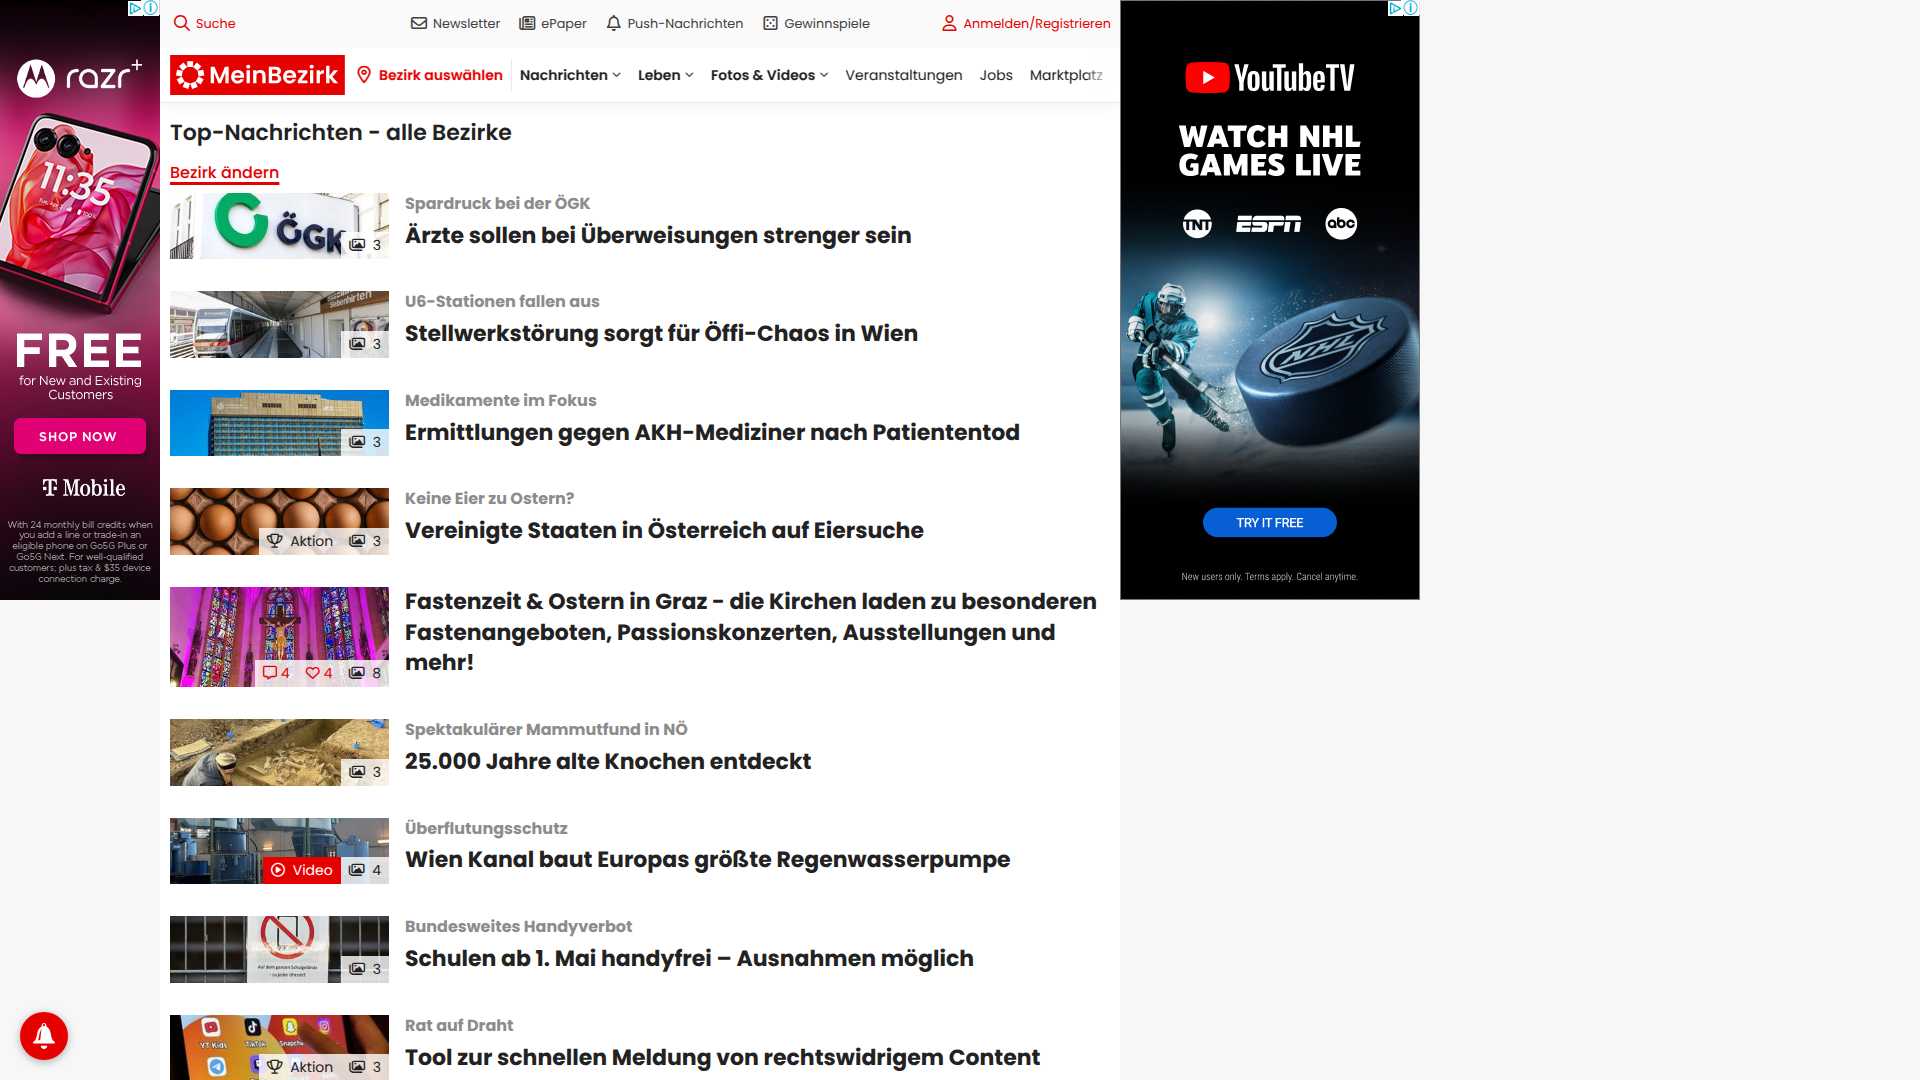 Suche
Newsletter
ePaper
Push-Nachrichten
Gewinnspiele
Anmelden/Registrieren
MeinBezirk
Bezirk auswählen
Nachrichten
Leben
Fotos & Videos
Veranstaltungen
Jobs
Marktplatz
Top-Nachrichten - alle Bezirke
Bezirk ändern
ÖGK
3
Spardruck bei der ÖGK
Ärzte sollen bei Überweisungen strenger sein
Siebenhirten
3
U6-Stationen fallen aus
Stellwerkstörung sorgt für Öffi-Chaos in Wien
3
Medikamente im Fokus
Ermittlungen gegen AKH-Mediziner nach Patiententod
Aktion
3
Keine Eier zu Ostern?
Vereinigte Staaten in Österreich auf Eiersuche
4
4
8
Fastenzeit & Ostern in Graz - die Kirchen laden zu besonderen
Fastenangeboten, Passionskonzerten, Ausstellungen und
mehr!
3
Spektakulärer Mammutfund in NÖ
25.000 Jahre alte Knochen entdeckt
Video
4
Überflutungsschutz
Wien Kanal baut Europas größte Regenwasserpumpe
3
Bundesweites Handyverbot
Schulen ab 1. Mai handyfrei – Ausnahmen möglich
YT Kids
TikTok
Snapcha
Aktion
3
Rat auf Draht
Tool zur schnellen Meldung von rechtswidrigem Content
razr+
11:35
FREE
for New and Existing
Customers
SHOP NOW
T Mobile
With 24 monthly bill credits when
you add a line or trade-in an
eligible phone on Go5G Plus or
Go5G Next. For well-qualified
customers; plus tax & $35 device
connection charge.
YouTubeTV
WATCH NHL
GAMES LIVE
TNT
ESPN
abc
NHL
TRY IT FREE
New users only. Terms apply. Cancel anytime.